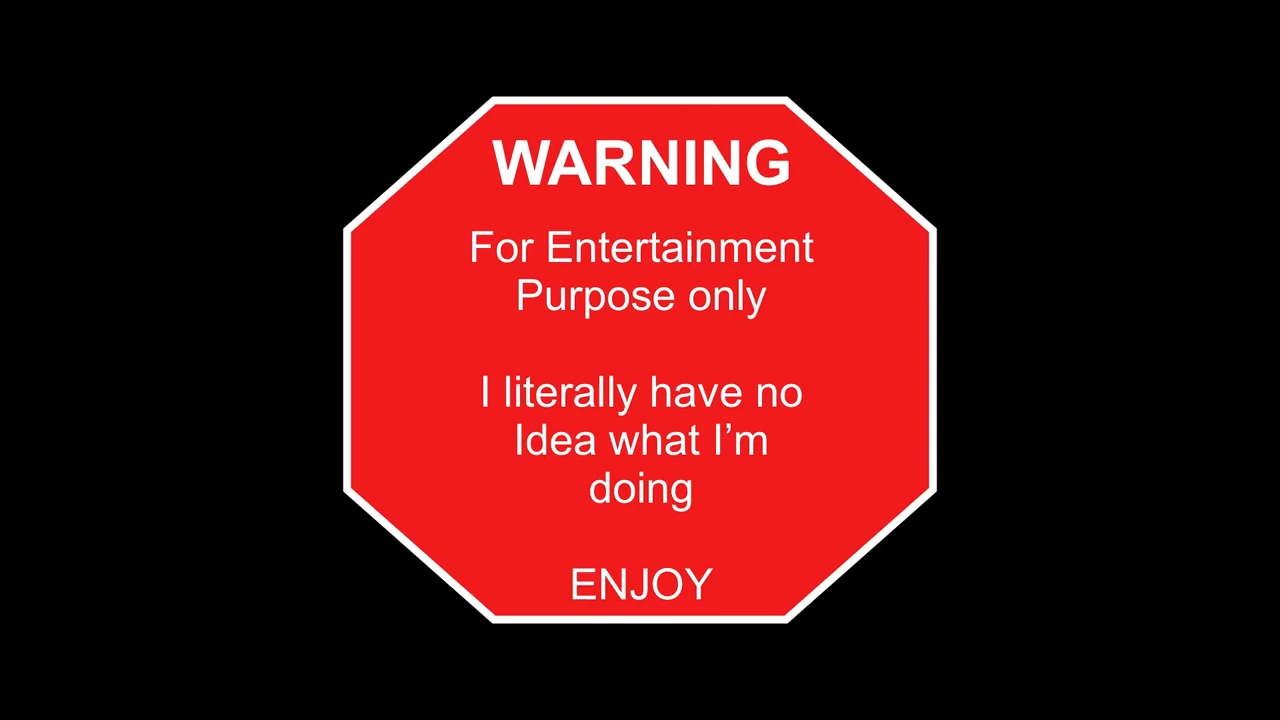 WARNING
For Entertainment
Purpose only
I literally have no
Idea what I’m
doing
ENJOY